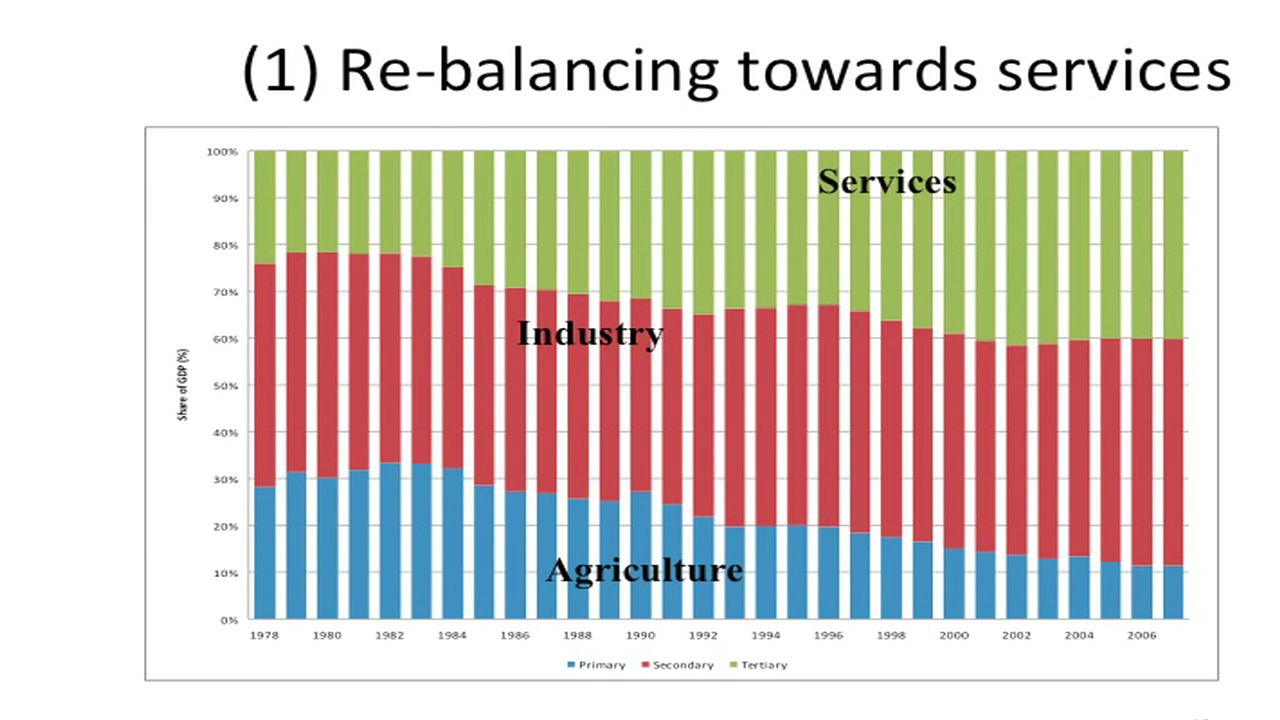 (1) Re-balancing towards services
100%
90%
80%
70%
60%
50%
40%
30%
20%
10%
0%
Share of GDP (%)
Services
Industry
Agriculture
1978 1980 1982 1984 1986 1988 1990 1992 1994 1996 1998 2000 2002 2004 2006
Primary Secondary Tertiary